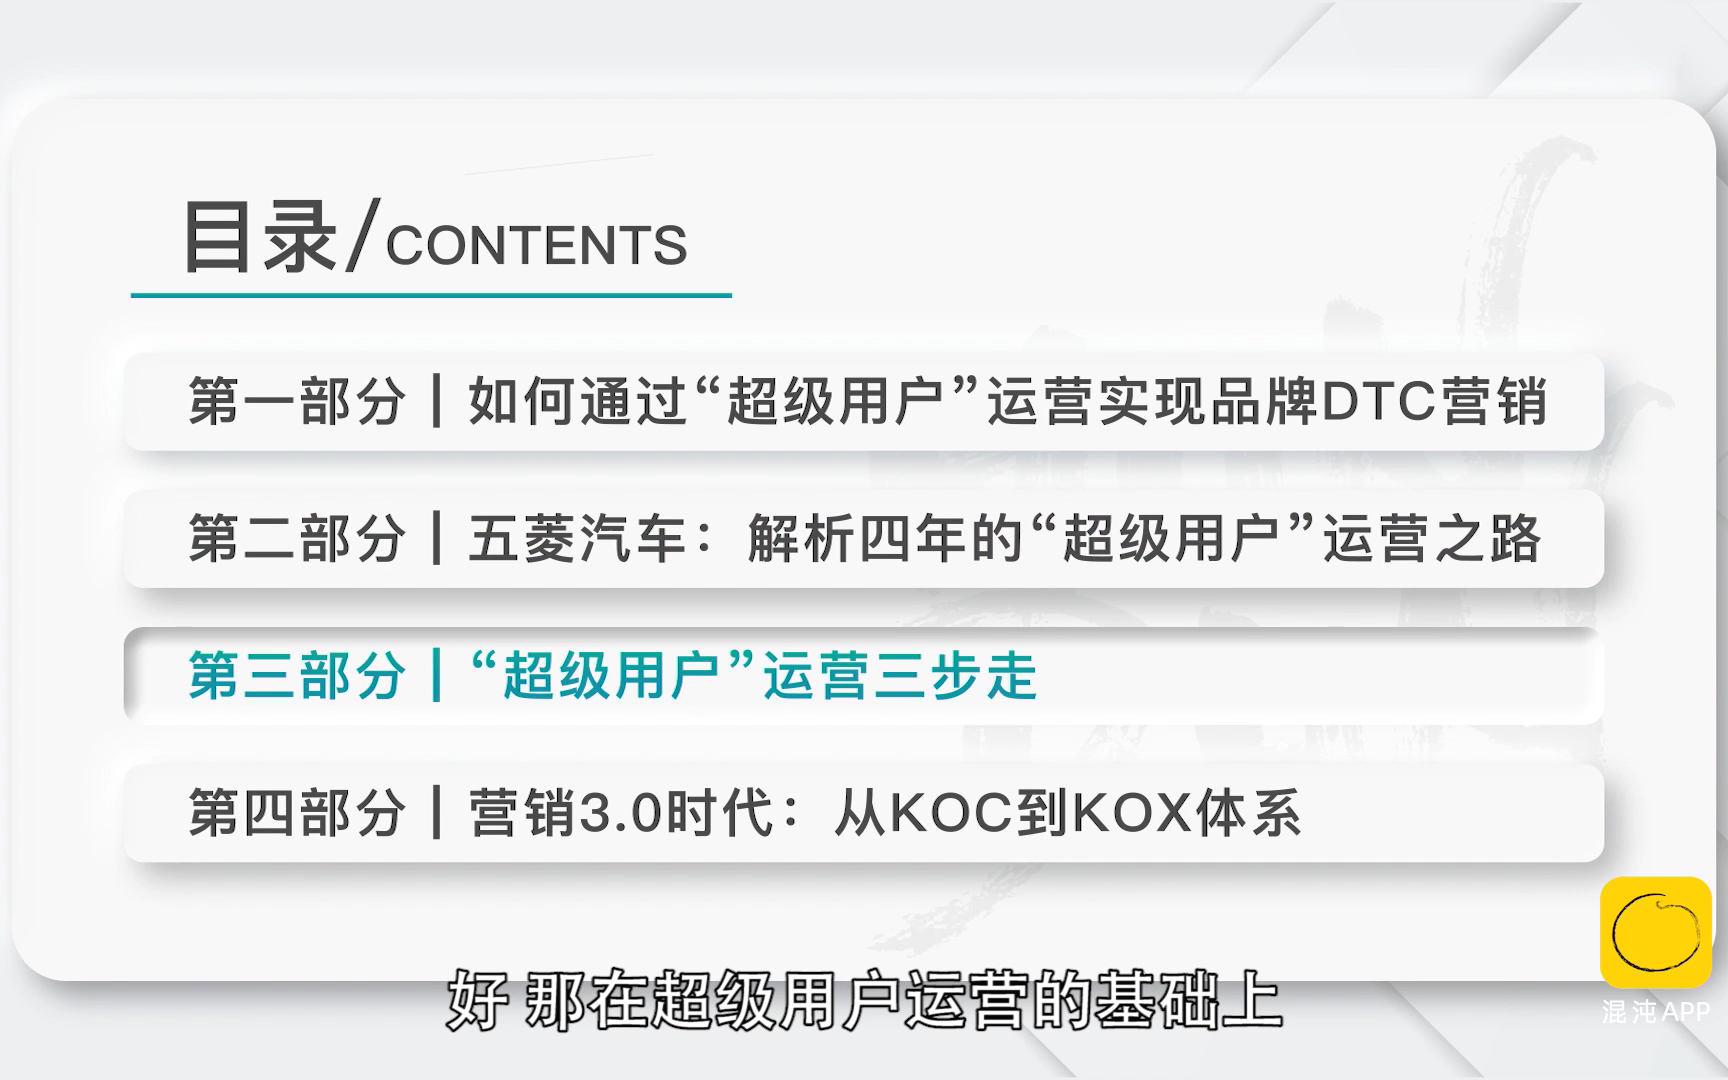 目录/CONTENTS
第一部分｜如何通过“超级用户”运营实现品牌DTC营销
第二部分｜五菱汽车：解析四年的“超级用户”运营之路
第三部分｜“超级用户”运营三步走
第四部分｜营销3.0时代：从KOC到KOX体系
好 那在超级用户运营的基础上
混沌APP